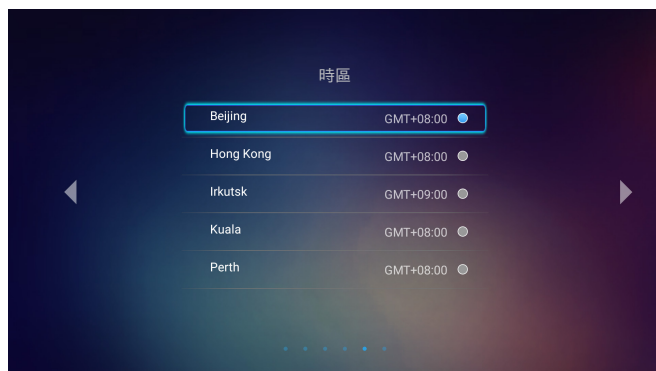 時區
Beijing GMT+08:00
Hong Kong GMT+08:00
Irkutsk GMT+09:00
Kuala GMT+08:00
Perth GMT+08:00